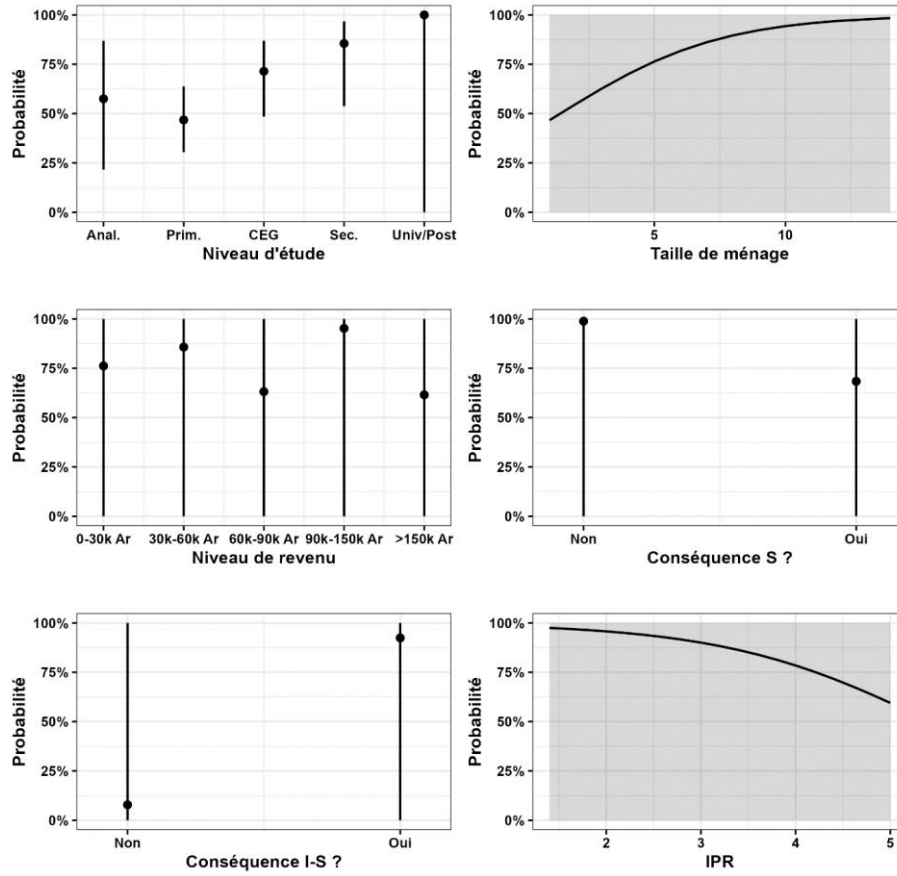 Probabilité
100%
75%
50%
25%
0%
Anal. Prim. CEG Sec. Univ/Post
Niveau d'étude
Probabilité
100%
75%
50%
25%
0%
5 10
Taille de ménage
Probabilité
100%
75%
50%
25%
0%
0-30k Ar 30k-60k Ar 60k-90k Ar 90k-150k Ar >150k Ar
Niveau de revenu
Probabilité
100%
75%
50%
25%
0%
Non Oui
Conséquence S ?
Probabilité
100%
75%
50%
25%
0%
Non Oui
Conséquence I-S ?
Probabilité
100%
75%
50%
25%
0%
2 3 4 5
IPR